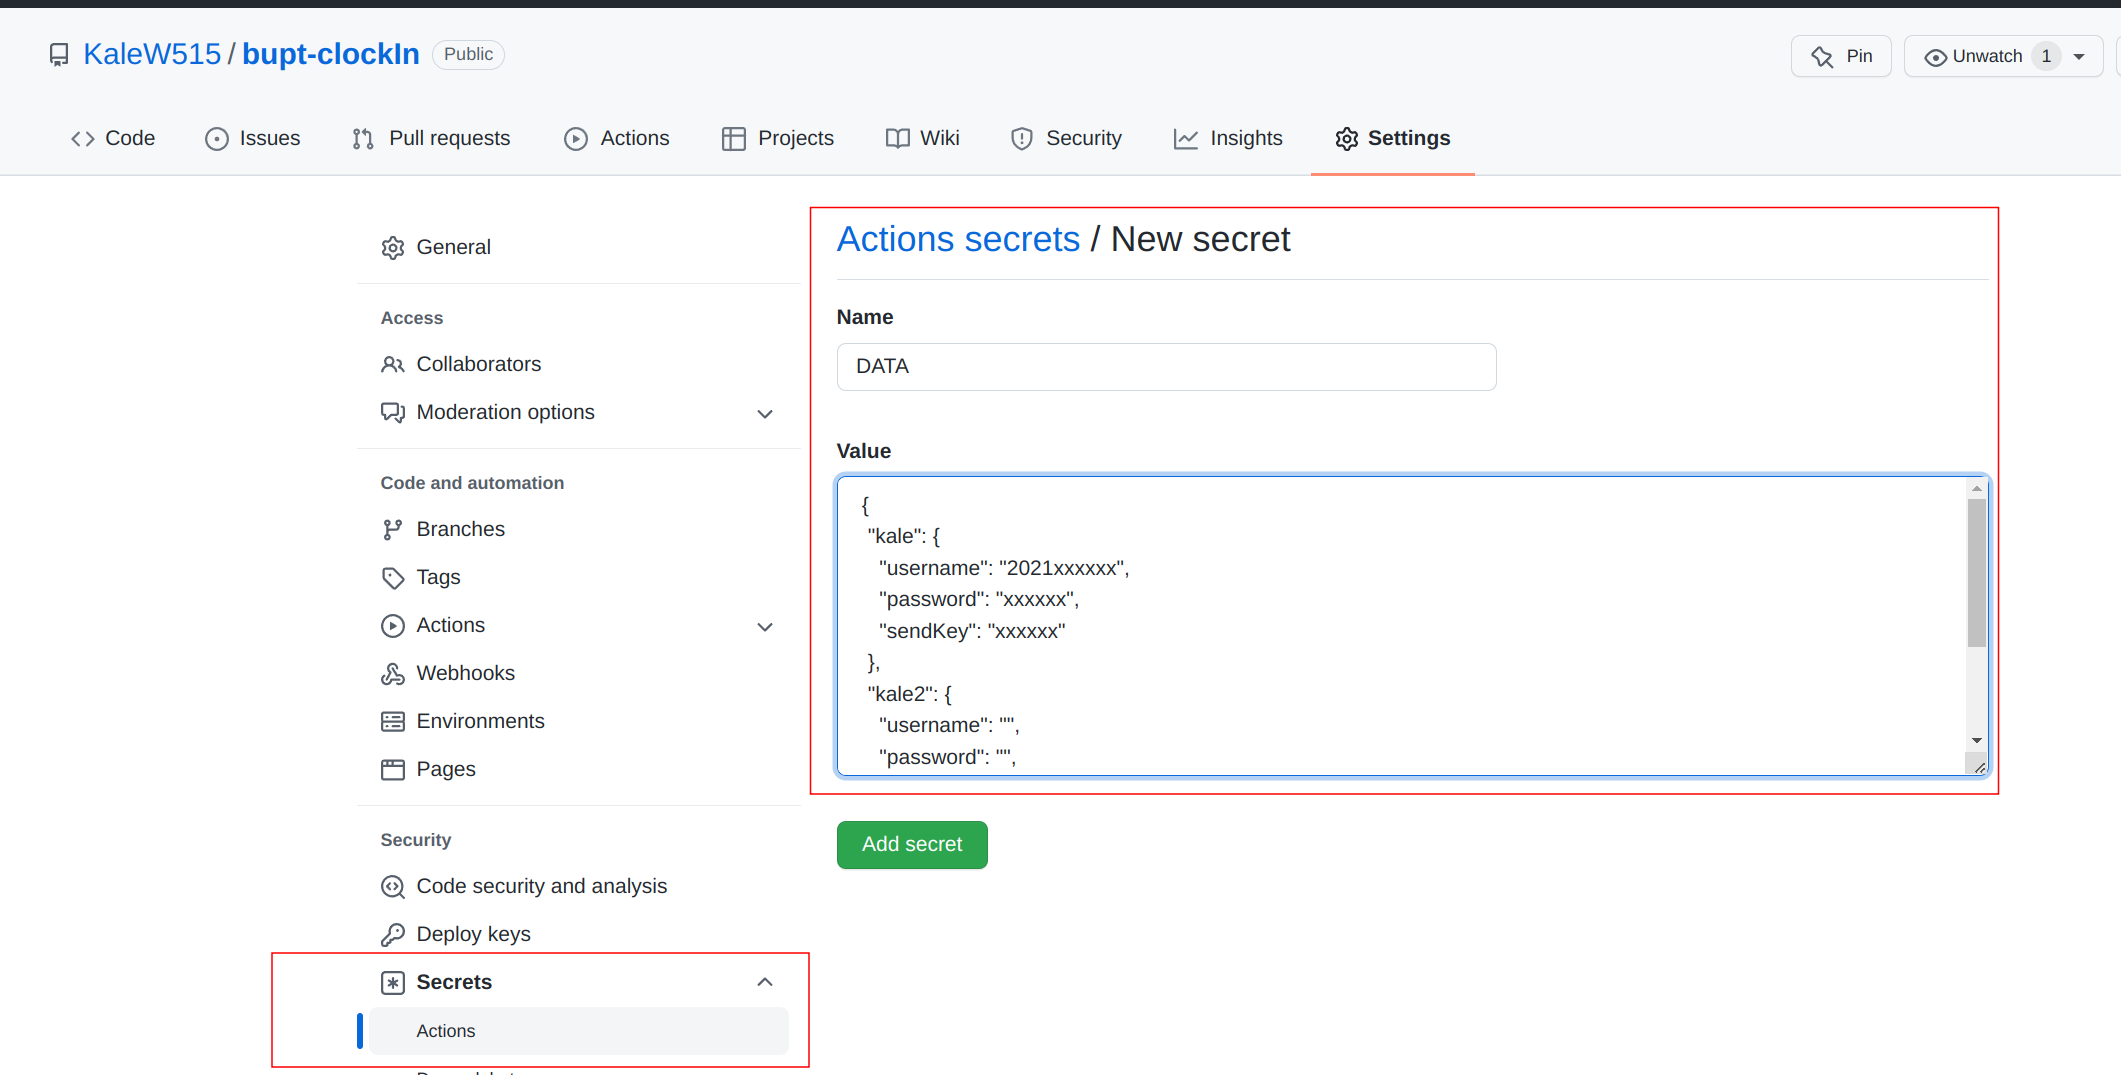 KaleW515 / bupt-clockIn Public
Pin
Unwatch 1
Code Issues Pull requests Actions Projects Wiki Security Insights Settings
General
Access
Collaborators
Moderation options
Code and automation
Branches
Tags
Actions
Webhooks
Environments
Pages
Security
Code security and analysis
Deploy keys
Secrets
Actions
Actions secrets / New secret
Name
DATA
Value
{
"kale": {
"username": "2021xxxxxx",
"password": "xxxxxx",
"sendKey": "xxxxxx"
},
"kale2": {
"username": "",
"password": "",
Add secret